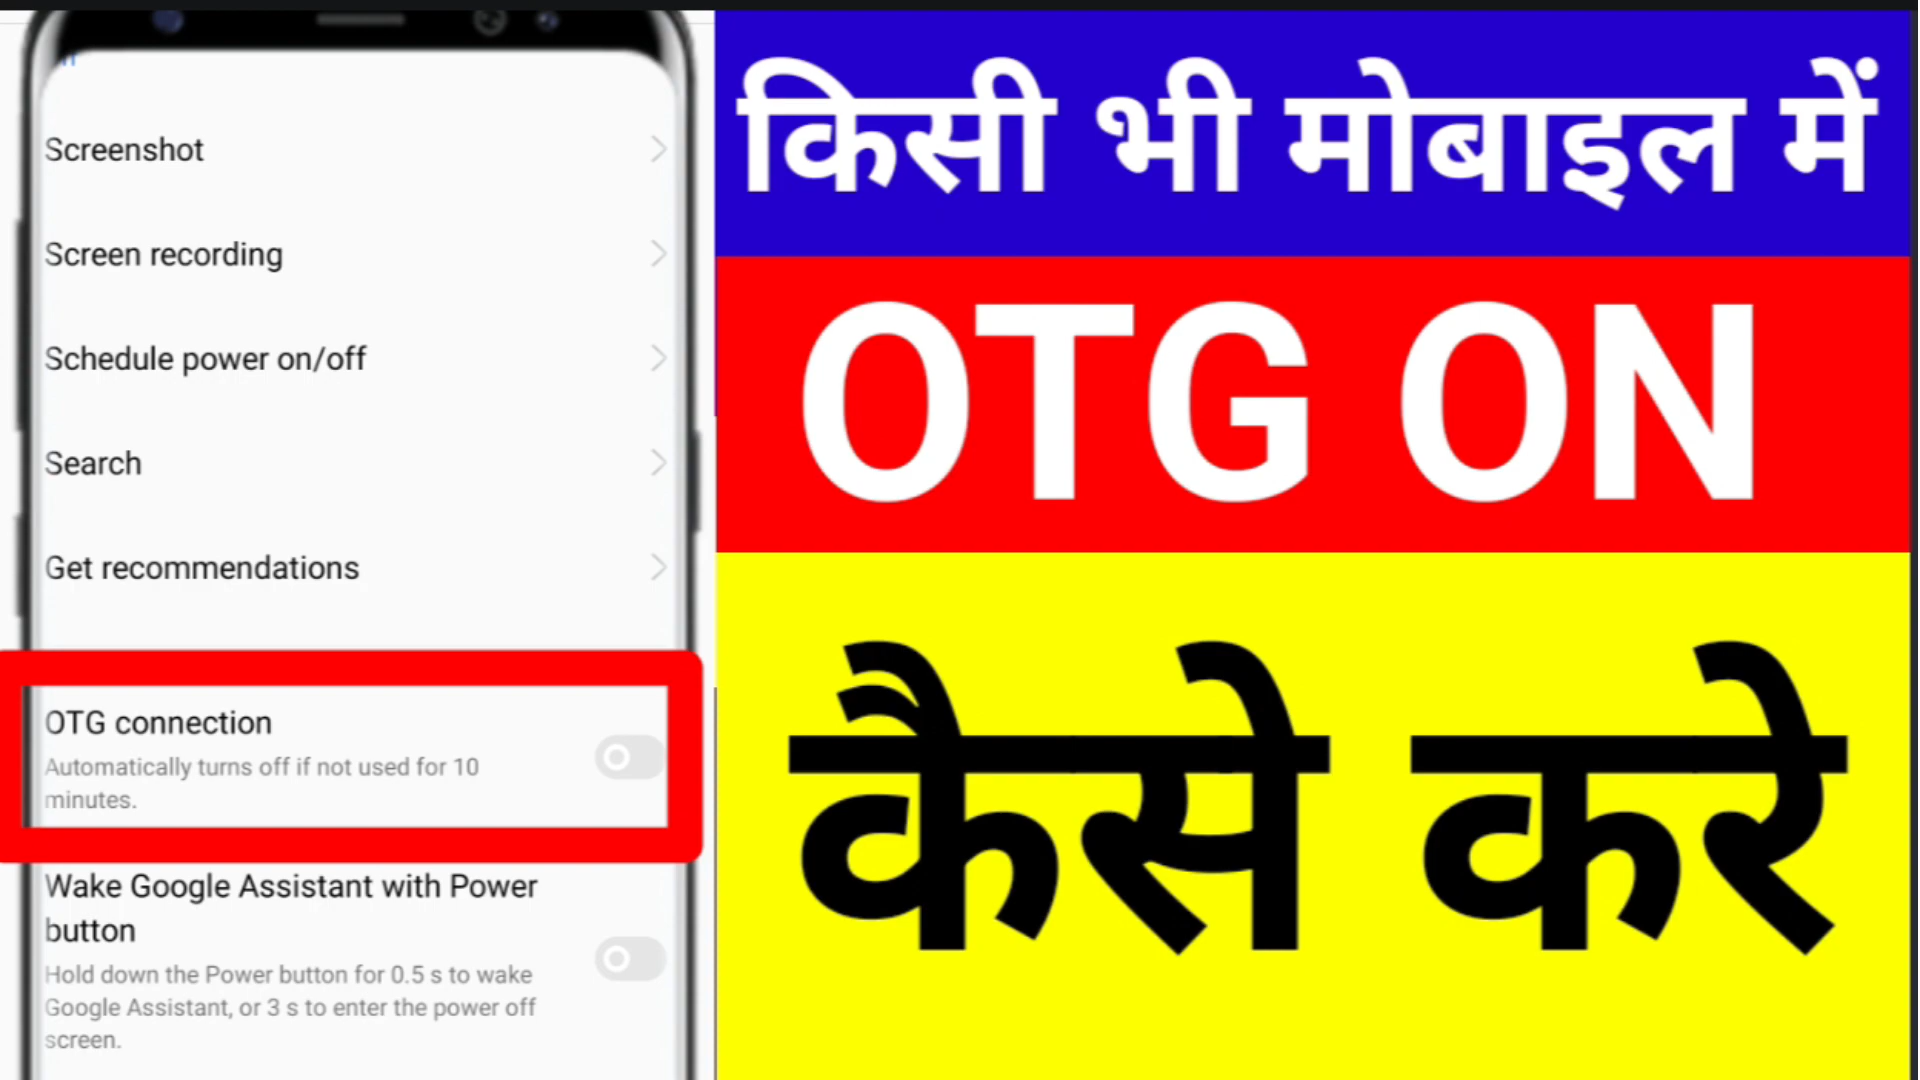 Screenshot
Screen recording
Schedule power on/off
Search
Get recommendations
OTG connection
Automatically turns off if not used for 10
minutes.
Wake Google Assistant with Power
button
Hold down the Power button for 0.5 s to wake
Google Assistant, or 3 s to enter the power off
screen.
किसी भी मोबाइल में
OTG ON
कैसे करे